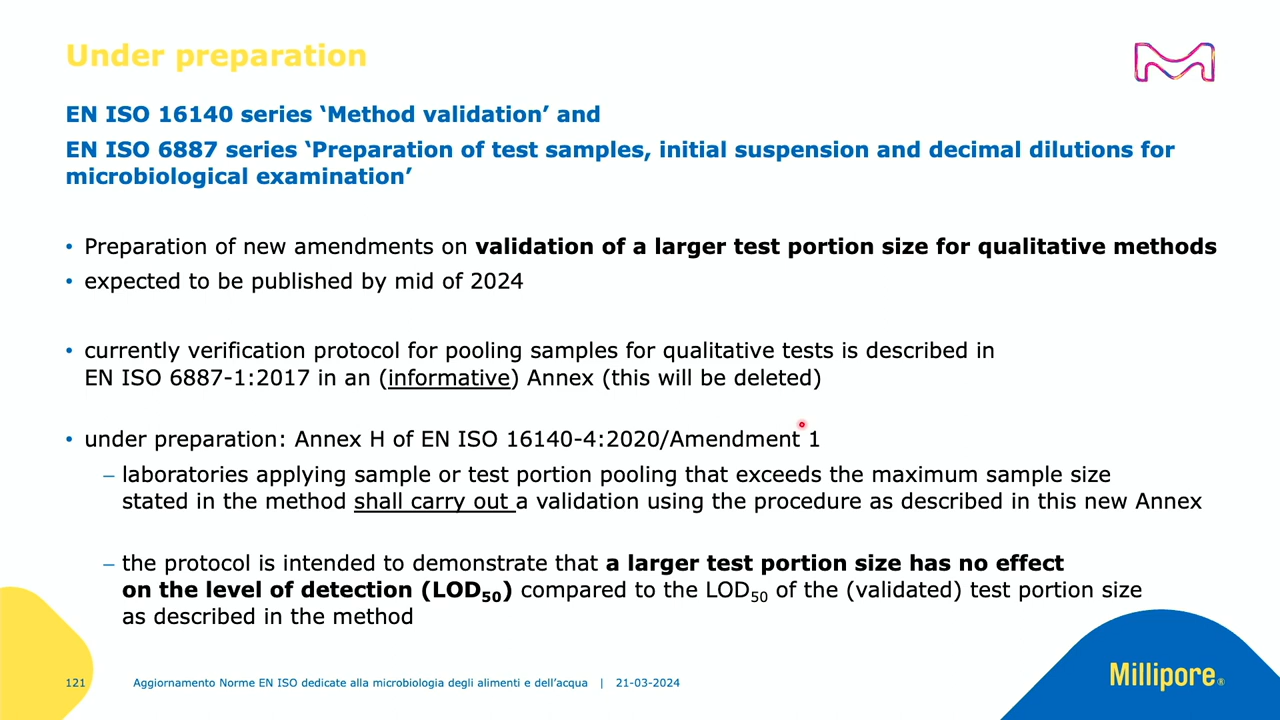 Under preparation
EN ISO 16140 series ‘Method validation’ and
EN ISO 6887 series ‘Preparation of test samples, initial suspension and decimal dilutions for
microbiological examination’
• Preparation of new amendments on validation of a larger test portion size for qualitative methods
• expected to be published by mid of 2024
• currently verification protocol for pooling samples for qualitative tests is described in
EN ISO 6887-1:2017 in an (informative) Annex (this will be deleted)
• under preparation: Annex H of EN ISO 16140-4:2020/Amendment 1
– laboratories applying sample or test portion pooling that exceeds the maximum sample size
stated in the method shall carry out a validation using the procedure as described in this new Annex
– the protocol is intended to demonstrate that a larger test portion size has no effect
on the level of detection (LOD50) compared to the LOD50 of the (validated) test portion size
as described in the method
121 Aggiornamento Norme EN ISO dedicate alla microbiologia degli alimenti e dell’acqua | 21-03-2024
Millipore®